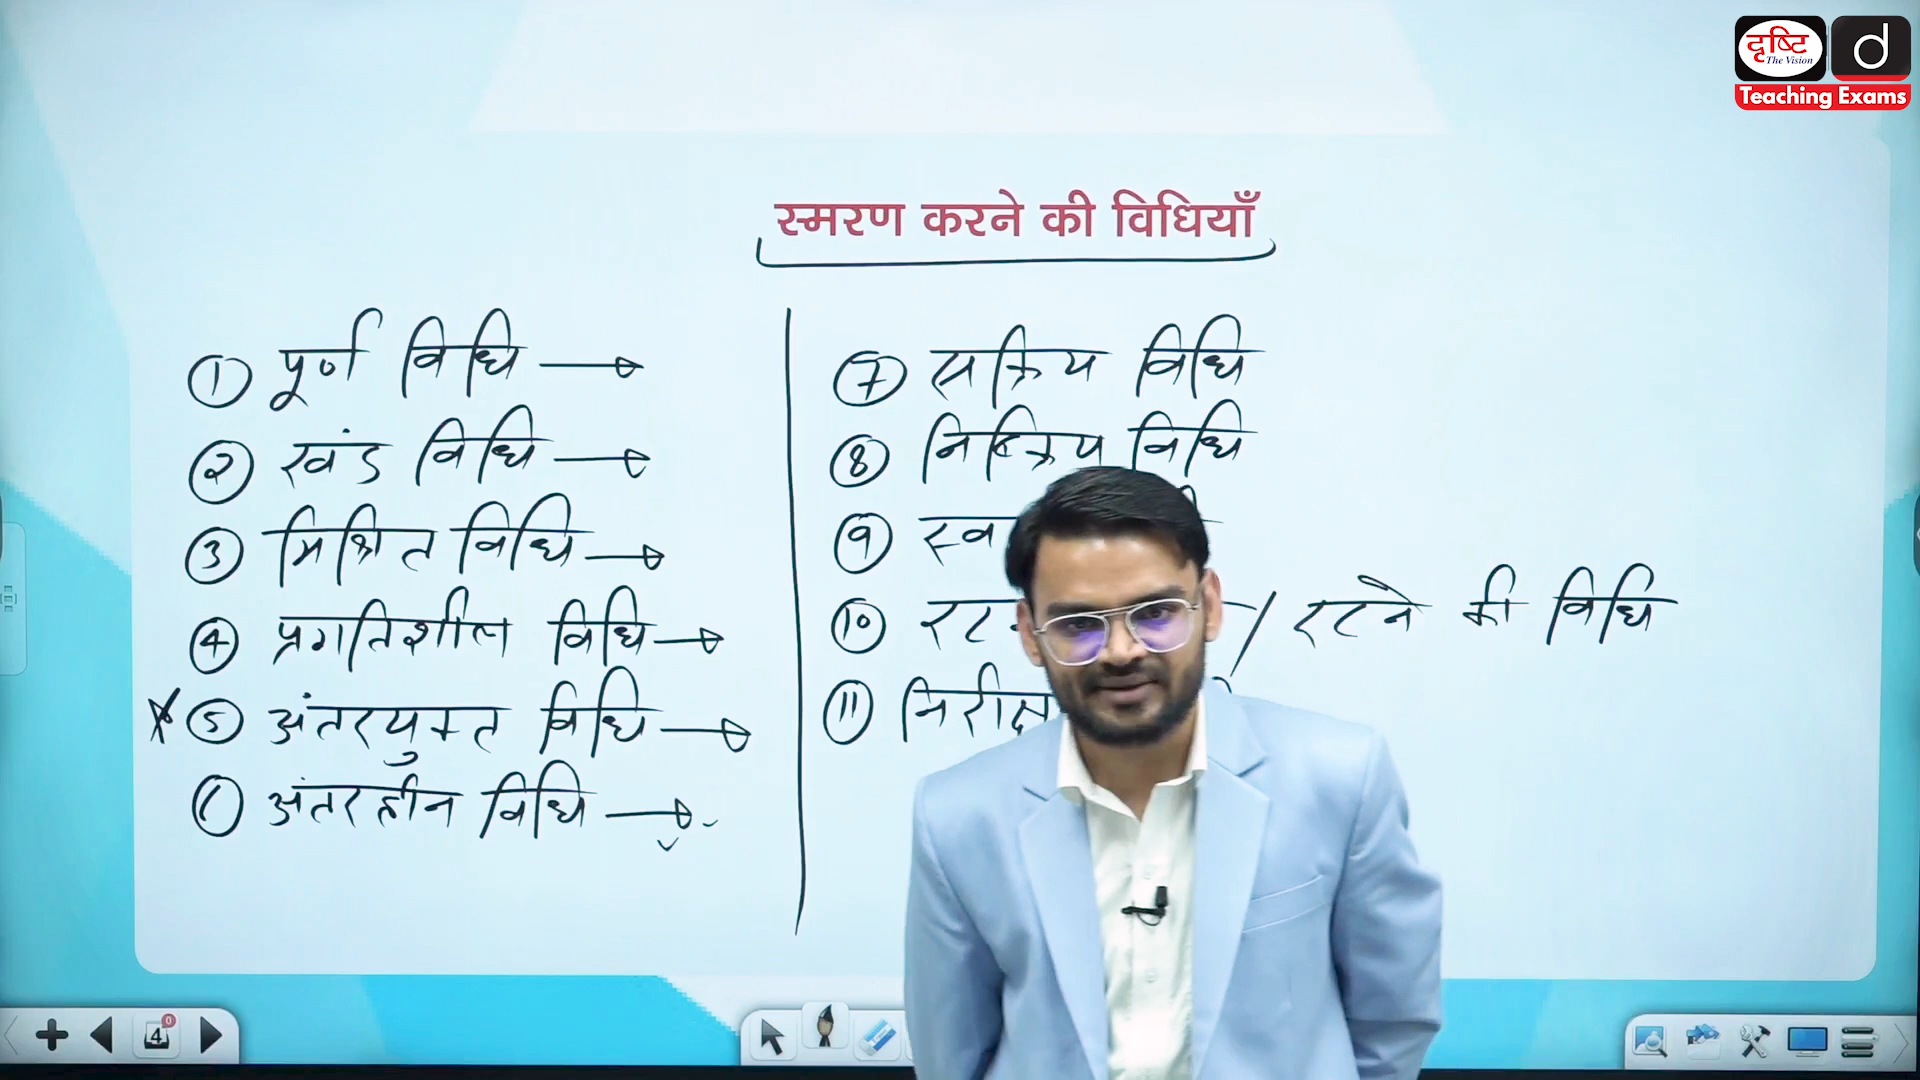 दृष्टि
The Vision
d
Teaching Exams
स्मरण करने की विधियाँ
① पूर्ण विधि →
② खंड विधि →
③ मिश्रित विधि →
④ प्रगतिशील विधि →
⑤ अंतरयुक्त विधि →
अंतरहीन विधि →
⑦ सक्रिय विधि
⑧ निष्क्रिय विधि
⑨
⑩ / रटने की विधि
⑪
4
0